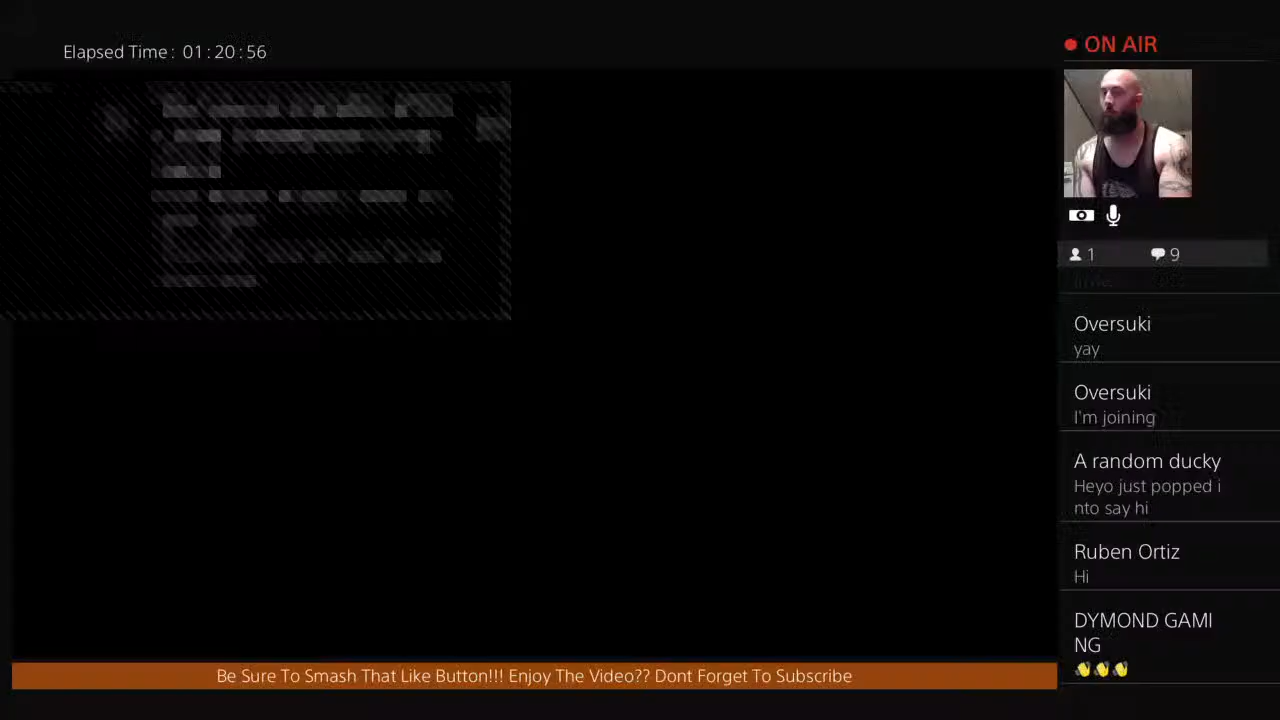 Elapsed Time: 01:20:56
ON AIR
1
9
Oversuki
yay
Oversuki
I'm joining
A random ducky
Heyo just popped i
nto say hi
Ruben Ortiz
Hi
DYMOND GAMI
NG
👋👋👋
Be Sure To Smash That Like Button!!! Enjoy The Video?? Dont Forget To Subscribe